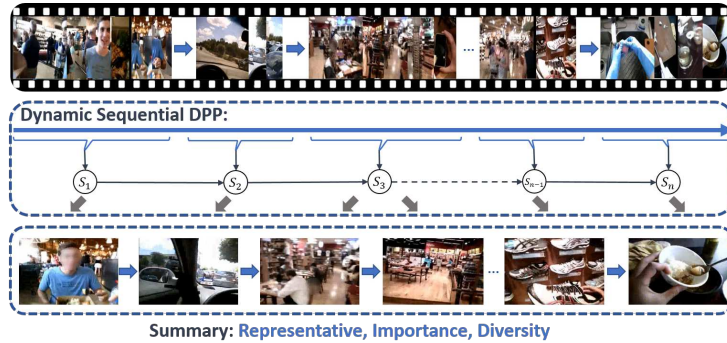 ...
Dynamic Sequential DPP:
S₁ S₂ S₃ Sₙ₋₁ Sₙ
...
Summary: Representative, Importance, Diversity